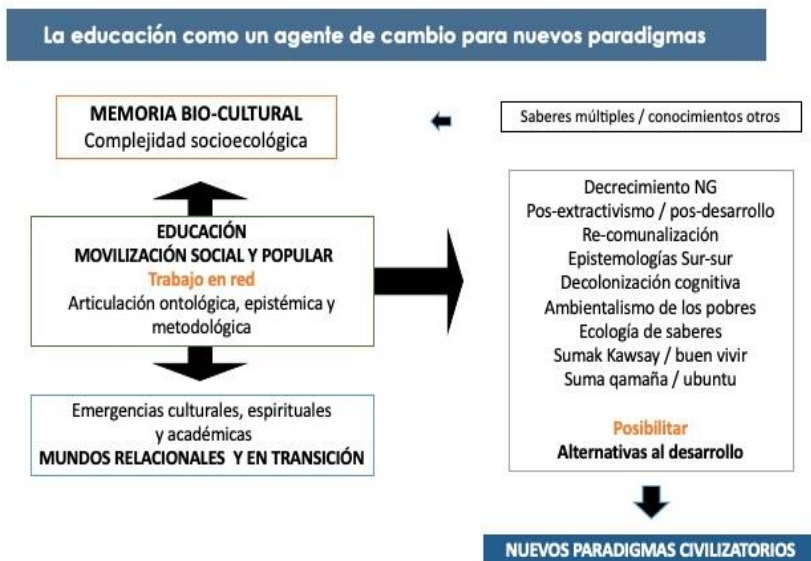 La educación como un agente de cambio para nuevos paradigmas
MEMORIA BIO-CULTURAL
Complejidad socioecológica
Saberes múltiples / conocimientos otros
EDUCACIÓN
MOVILIZACIÓN SOCIAL Y POPULAR
Trabajo en red
Articulación ontológica, epistémica y
metodológica
Emergencias culturales, espirituales
y académicas
MUNDOS RELACIONALES Y EN TRANSICIÓN
Decrecimiento NG
Pos-extractivismo / pos-desarrollo
Re-comunalización
Epistemologías Sur-sur
Decolonización cognitiva
Ambientalismo de los pobres
Ecología de saberes
Sumak Kawsay / buen vivir
Suma qamaña / ubuntu
Posibilitar
Alternativas al desarrollo
NUEVOS PARADIGMAS CIVILIZATORIOS